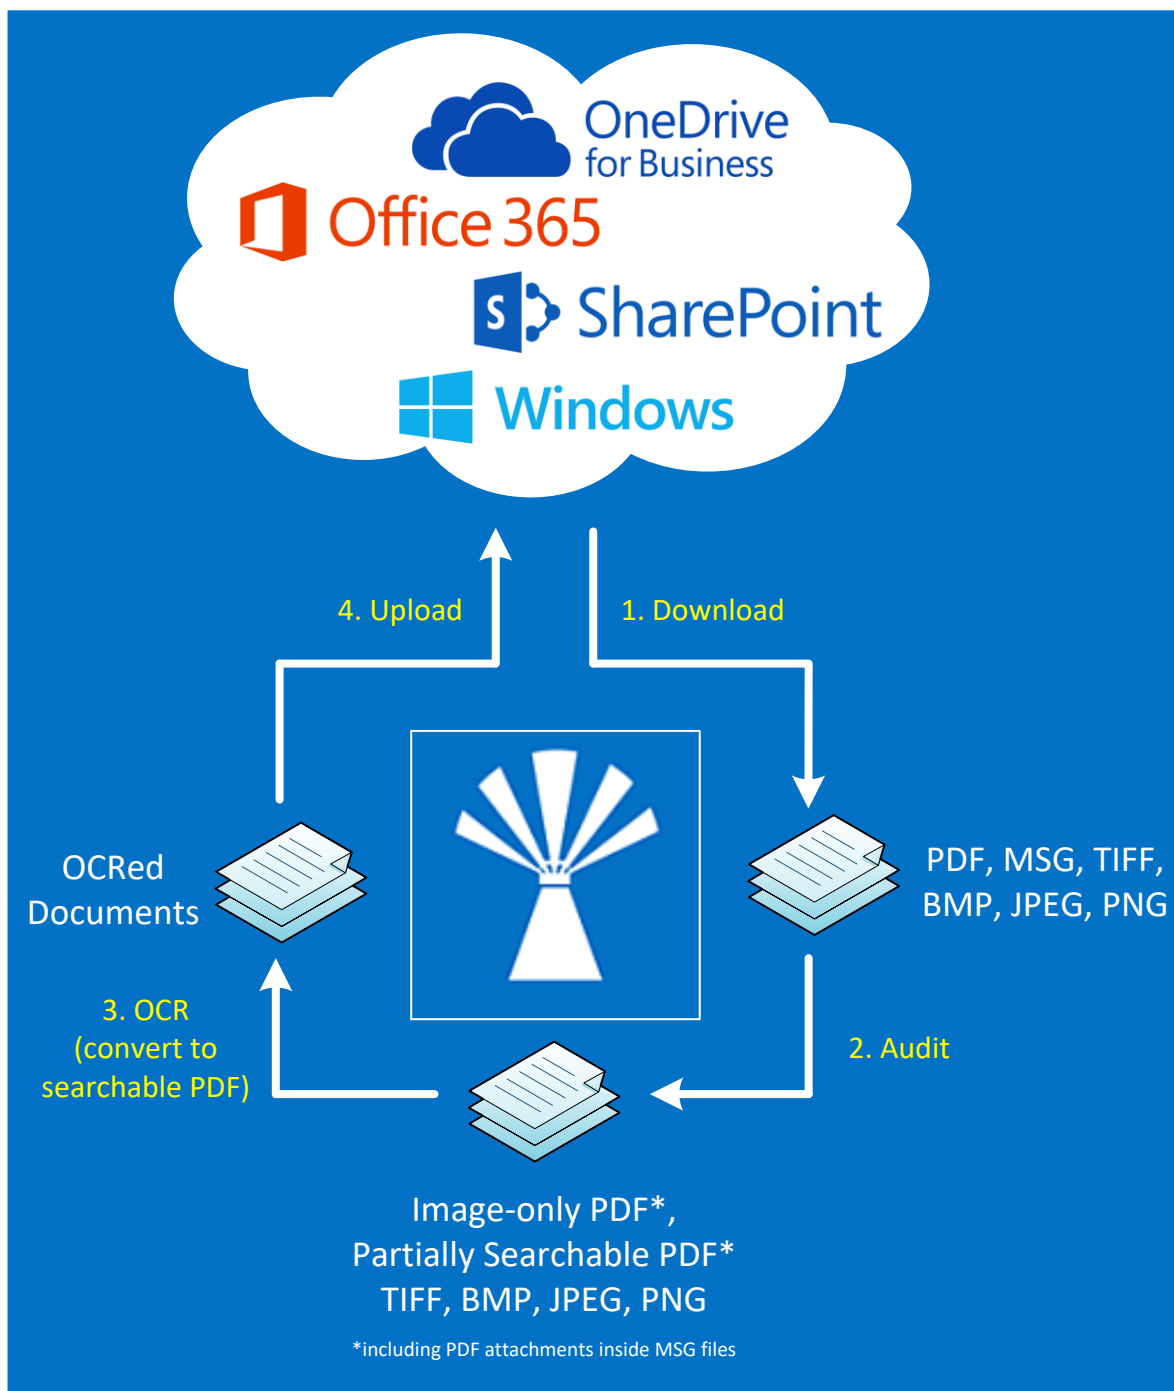 OneDrive
for Business
Office 365
S
SharePoint
Windows
4. Upload
1. Download
OCRed
Documents
PDF, MSG, TIFF,
BMP, JPEG, PNG
3. OCR
(convert to
searchable PDF)
2. Audit
Image-only PDF*,
Partially Searchable PDF*
TIFF, BMP, JPEG, PNG
*including PDF attachments inside MSG files